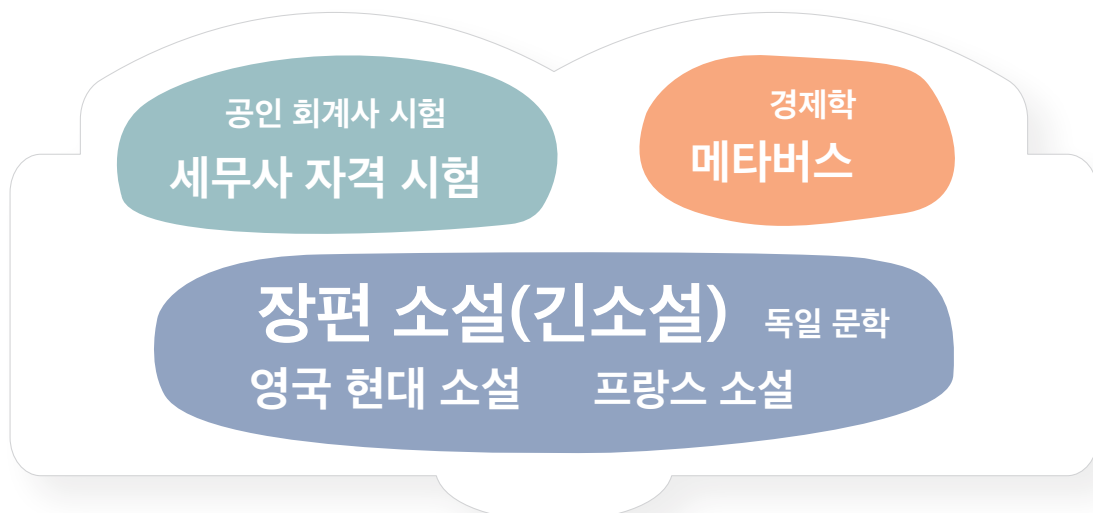 공인 회계사 시험
세무사 자격 시험
경제학
메타버스
장편 소설(긴소설) 독일 문학
영국 현대 소설 프랑스 소설